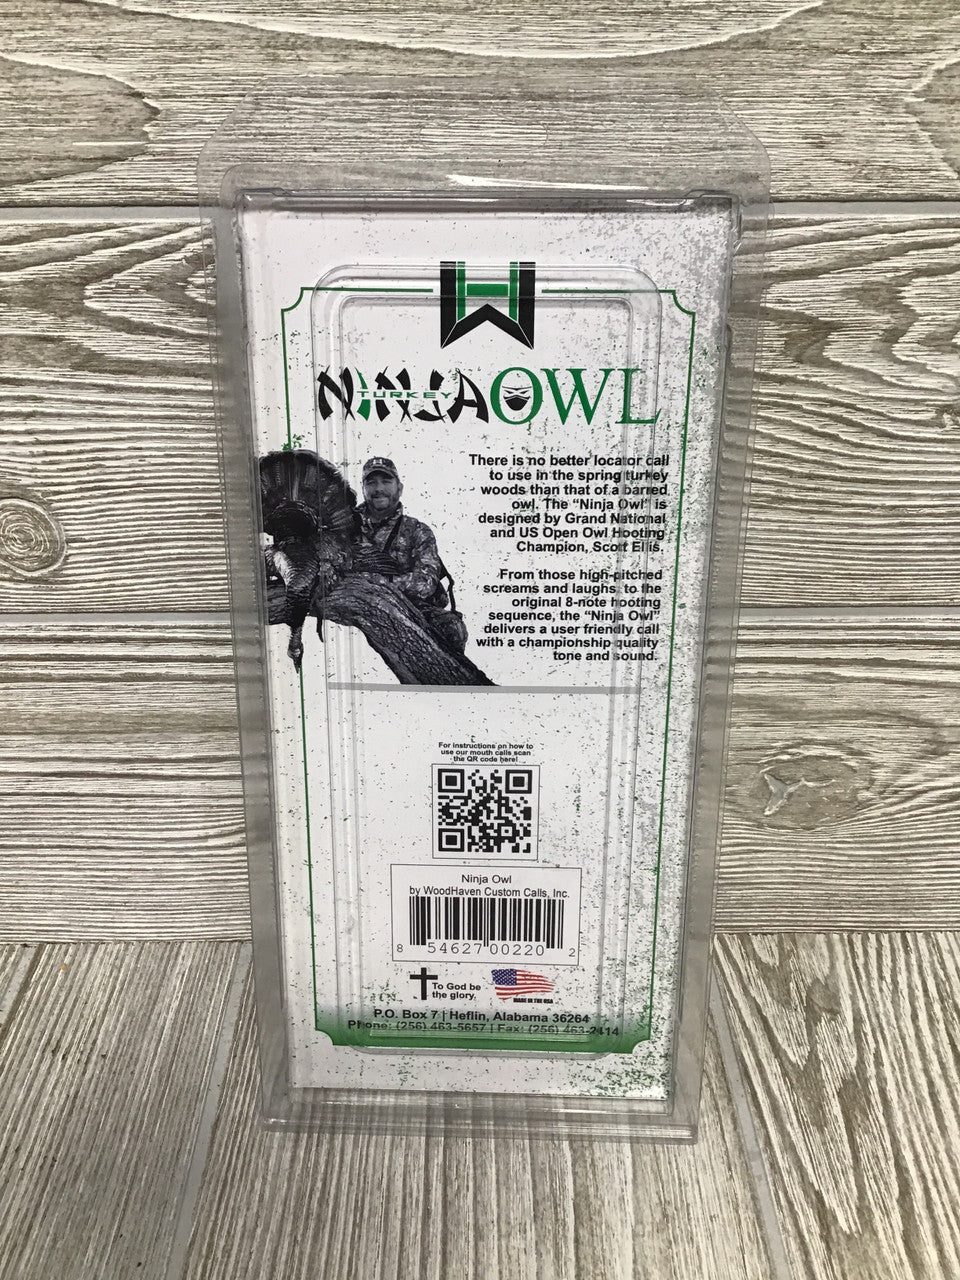 NINJA OWL
TURKEY
There is no better locator call
to use in the spring turkey
woods than that of a barred
owl. The “Ninja Owl” is
designed by Grand National
and US Open Owl Hooting
Champion, Scott Ellis.
From those high-pitched
screams and laughs, to the
original 8-note hooting
sequence, the “Ninja Owl”
delivers a user friendly call
with a championship quality
tone and sound.
For instructions on how to
use our mouth calls scan
the QR code here!
Ninja Owl
by WoodHaven Custom Calls, Inc.
8 54627 00220 2
To God be
the glory.
MADE IN THE USA
P.O. Box 7 | Heflin, Alabama 36264
Phone: (256) 463-5657 | Fax: (256) 463-2414